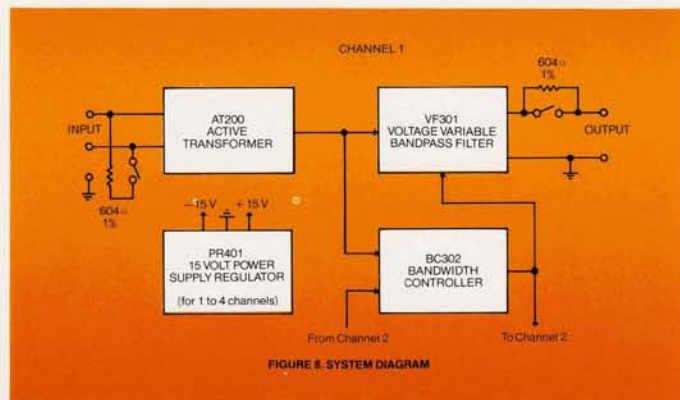 CHANNEL 1
604 Ω
1%
INPUT
AT200
ACTIVE
TRANSFORMER
VF301
VOLTAGE VARIABLE
BANDPASS FILTER
OUTPUT
604 Ω
1%
—15 V
+ 15 V
PR401
15 VOLT POWER
SUPPLY REGULATOR
(for 1 to 4 channels)
BC302
BANDWIDTH
CONTROLLER
From Channel 2
To Channel 2
FIGURE 8. SYSTEM DIAGRAM